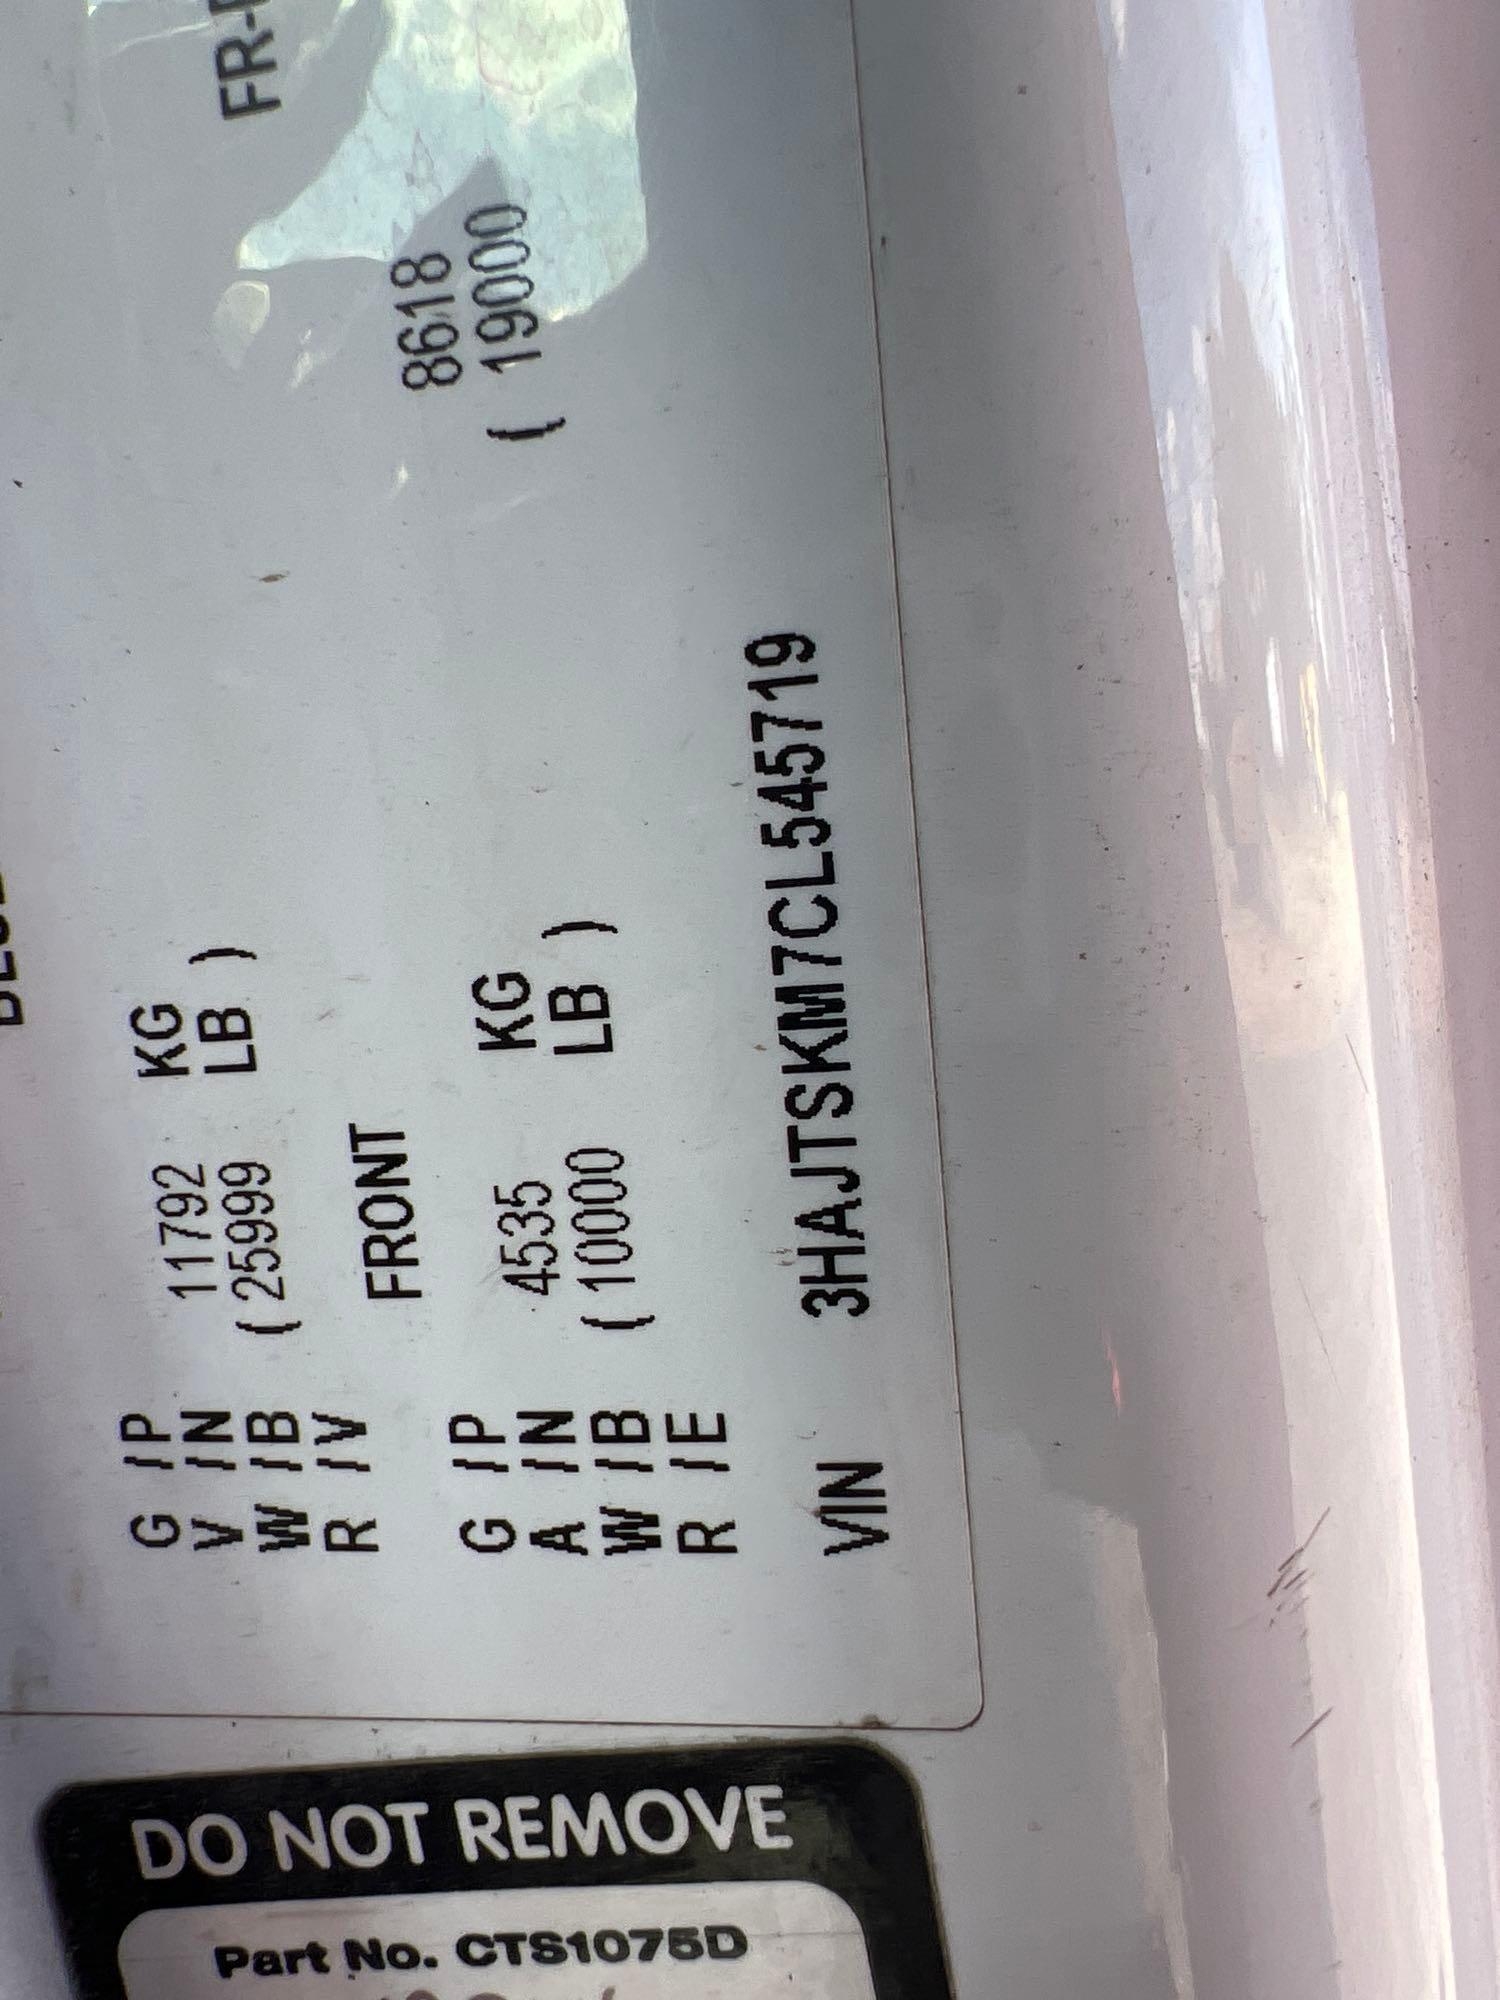 FR-
G /P 11792 KG
V /N ( 25999 LB )
W /B
R /V FRONT
G /P 4535 KG 8618
A /N ( 10000 LB ) ( 19000
W /B
R /E
VIN 3HAJTSKM7CL545719
DO NOT REMOVE
Part No. CTS1075D